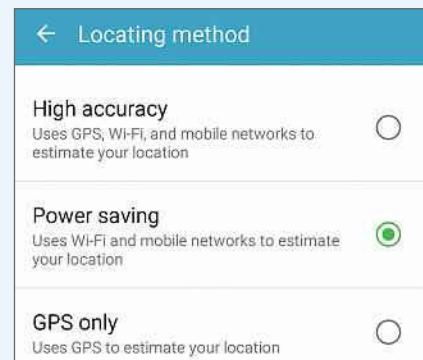 Locating method
High accuracy
Uses GPS, Wi-Fi, and mobile networks to
estimate your location
Power saving
Uses Wi-Fi and mobile networks to estimate
your location
GPS only
Uses GPS to estimate your location